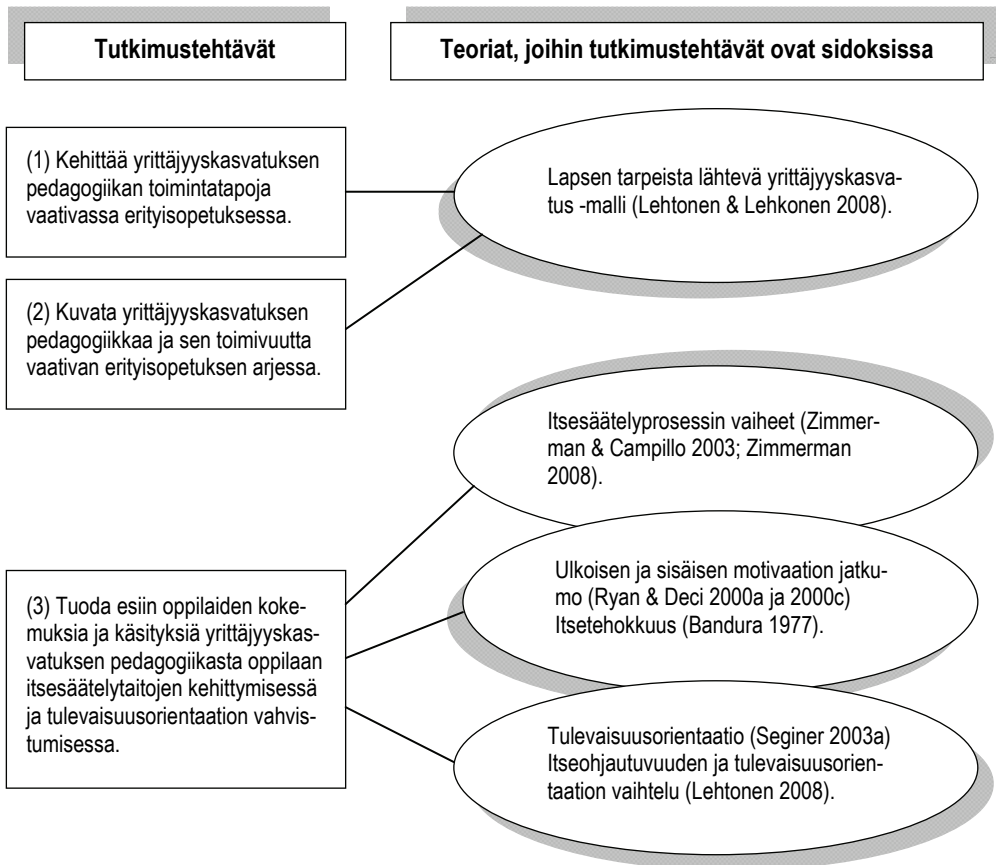 Tutkimustehtävät
Teoriat, joihin tutkimustehtävät ovat sidoksissa
(1) Kehittää yrittäjyyskasvatuksen
pedagogiikan toimintatapoja
vaativassa erityisopetuksessa.
Lapsen tarpeista lähtevä yrittäjyyskasva-
tus -malli (Lehtonen & Lehkonen 2008).
(2) Kuvata yrittäjyyskasvatuksen
pedagogiikkaa ja sen toimivuutta
vaativan erityisopetuksen arjessa.
Itsesäätelyprosessin vaiheet (Zimmer-
man & Campillo 2003; Zimmerman
2008).
(3) Tuoda esiin oppilaiden koke-
muksia ja käsityksiä yrittäjyyskas-
vatuksen pedagogiikasta oppilaan
itsesäätelytaitojen kehittymisessä
ja tulevaisuusorientaation vahvis-
tumisessa.
Ulkoisen ja sisäisen motivaation jatku-
mo (Ryan & Deci 2000a ja 2000c)
Itsetehokkuus (Bandura 1977).
Tulevaisuusorientaatio (Seginer 2003a)
Itseohjautuvuuden ja tulevaisuusorien-
taation vaihtelu (Lehtonen 2008).